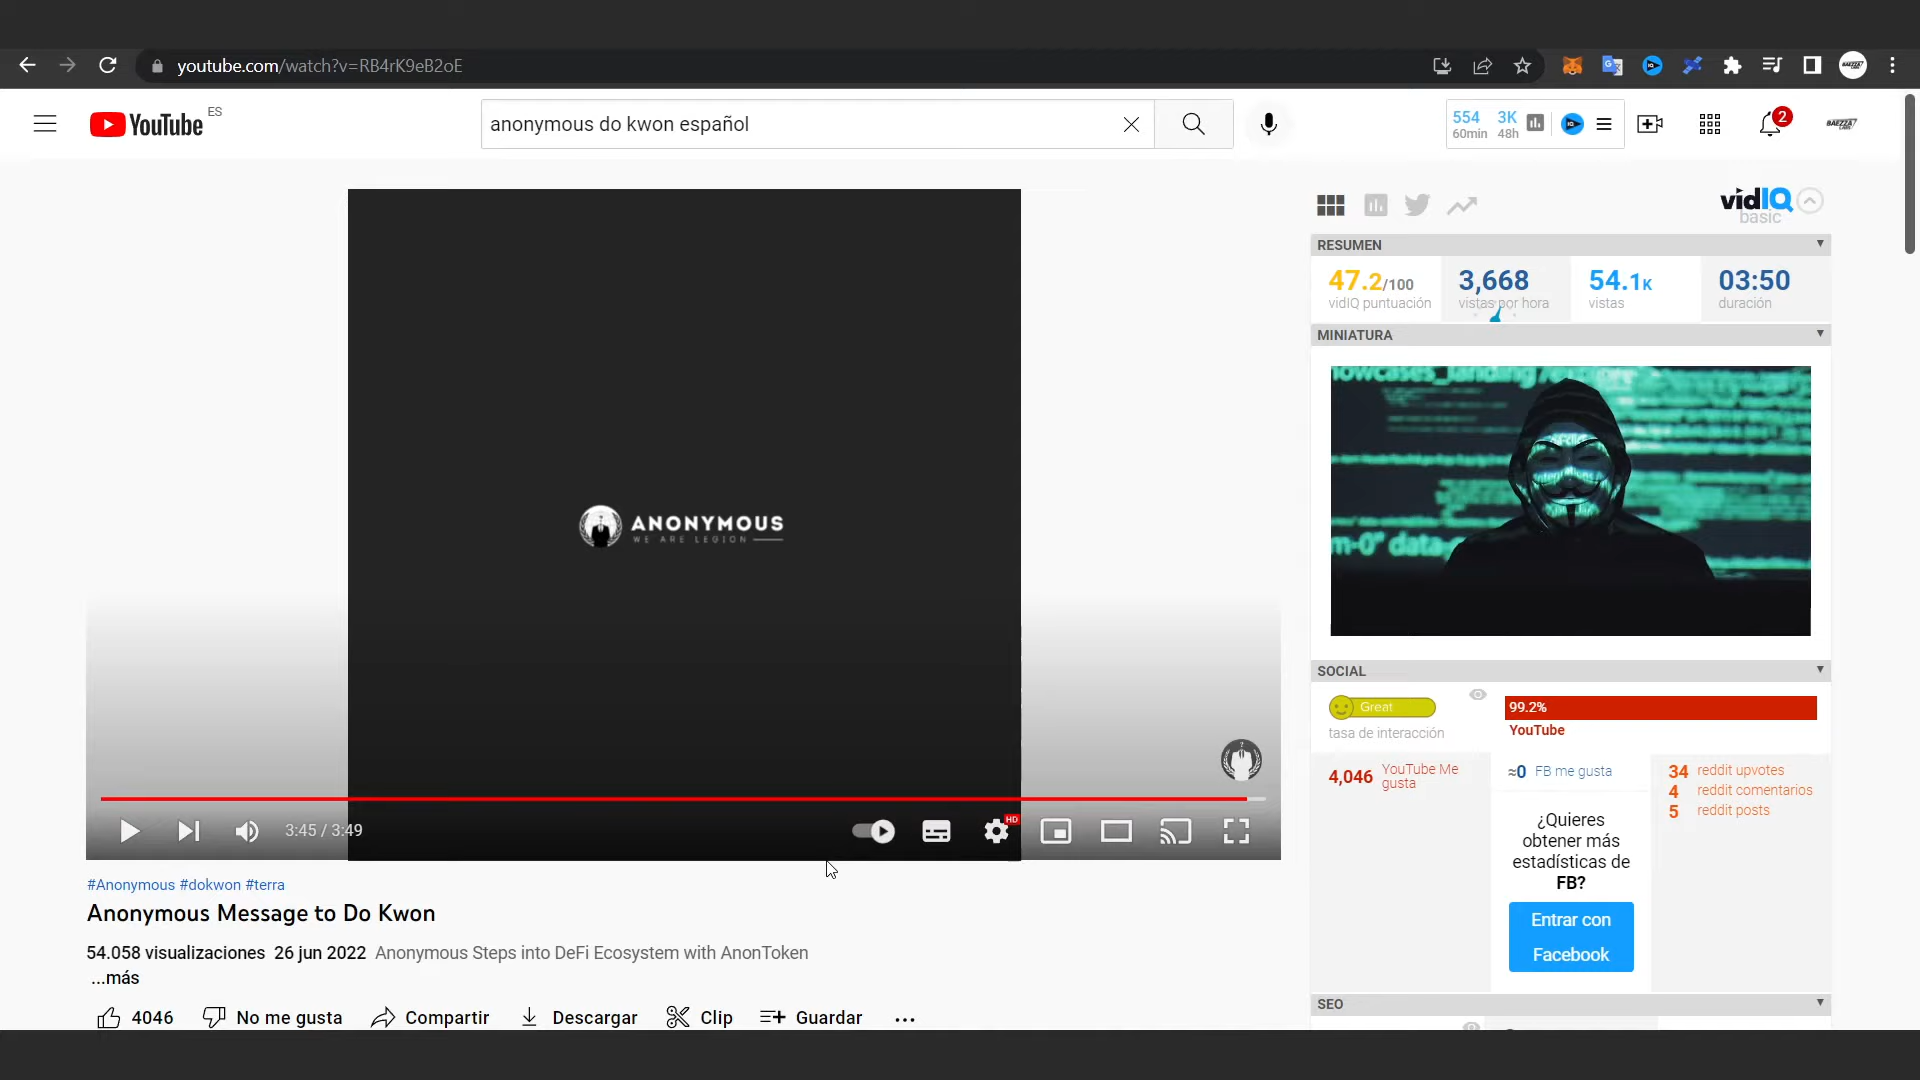 youtube.com/watch?v=RB4rK9eB2oE
YouTube ES
anonymous do kwon español
554 3K
60min 48h
2
BAEZZA
vidIQ
basic
RESUMEN
47.2/100 3,668 54.1K 03:50
vidIQ puntuación vistas por hora vistas duración
MINIATURA
howcases_landing
m-0" data-
ANONYMOUS
WE ARE LEGION
SOCIAL
Great
tasa de interacción
99.2%
YouTube
4,046 YouTube Me
gusta
≈0 FB me gusta
34 reddit upvotes
4 reddit comentarios
5 reddit posts
¿Quieres
obtener más
estadísticas de
FB?
Entrar con
Facebook
SEO
3:45 / 3:49
HD
#Anonymous #dokwon #terra
Anonymous Message to Do Kwon
54.058 visualizaciones 26 jun 2022 Anonymous Steps into DeFi Ecosystem with AnonToken
...más
4046 No me gusta Compartir Descargar Clip Guardar ...